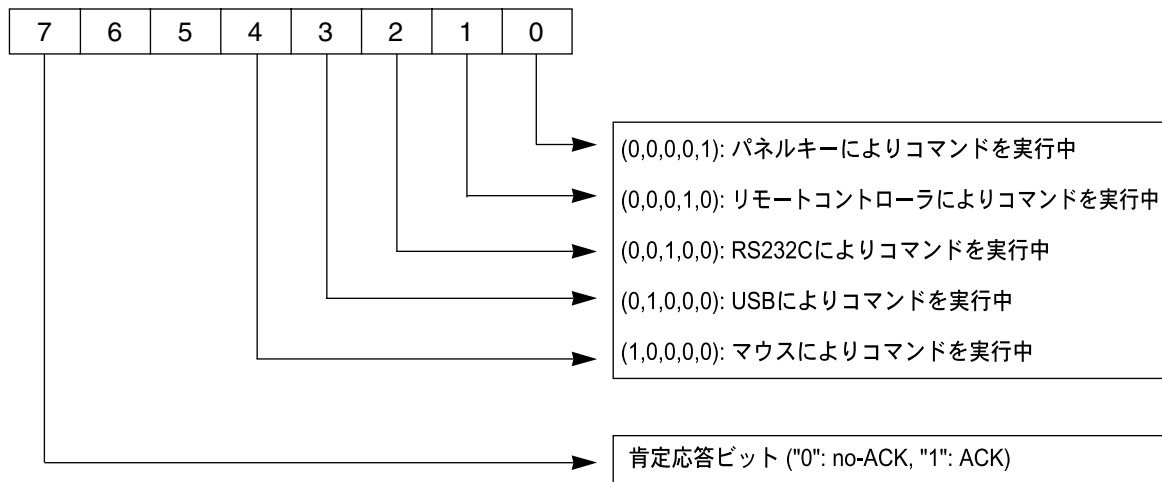 7 6 5 4 3 2 1 0
(0,0,0,0,1): パネルキーによりコマンドを実行中
(0,0,0,1,0): リモートコントローラによりコマンドを実行中
(0,0,1,0,0): RS232Cによりコマンドを実行中
(0,1,0,0,0): USBによりコマンドを実行中
(1,0,0,0,0): マウスによりコマンドを実行中
肯定応答ビット ("0": no-ACK, "1": ACK)